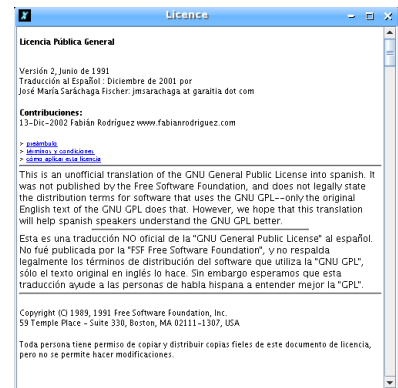 Licence
Licencia Pública General
Versión 2, Junio de 1991
Traducción al Español : Diciembre de 2001 por
José María Saráchaga Fischer: jmsarachaga at garaitia dot com
Contribuciones:
13-Dic-2002 Fabián Rodríguez www.fabianrodriguez.com
> preámbulo
> términos y condiciones
> cómo aplicar esta licencia
This is an unofficial translation of the GNU General Public License into spanish. It
was not published by the Free Software Foundation, and does not legally state
the distribution terms for software that uses the GNU GPL--only the original
English text of the GNU GPL does that. However, we hope that this translation
will help spanish speakers understand the GNU GPL better.
Esta es una traducción NO oficial de la "GNU General Public License" al español.
No fué publicada por la "FSF Free Software Foundation", y no respalda
legalmente los términos de distribución del software que utiliza la "GNU GPL",
sólo el texto original en inglés lo hace. Sin embargo esperamos que esta
traducción ayude a las personas de habla hispana a entender mejor la "GPL".
Copyright (C) 1989, 1991 Free Software Foundation, Inc.
59 Temple Place - Suite 330, Boston, MA 02111-1307, USA
Toda persona tiene permiso de copiar y distribuir copias fieles de este documento de licencia,
pero no se permite hacer modificaciones.